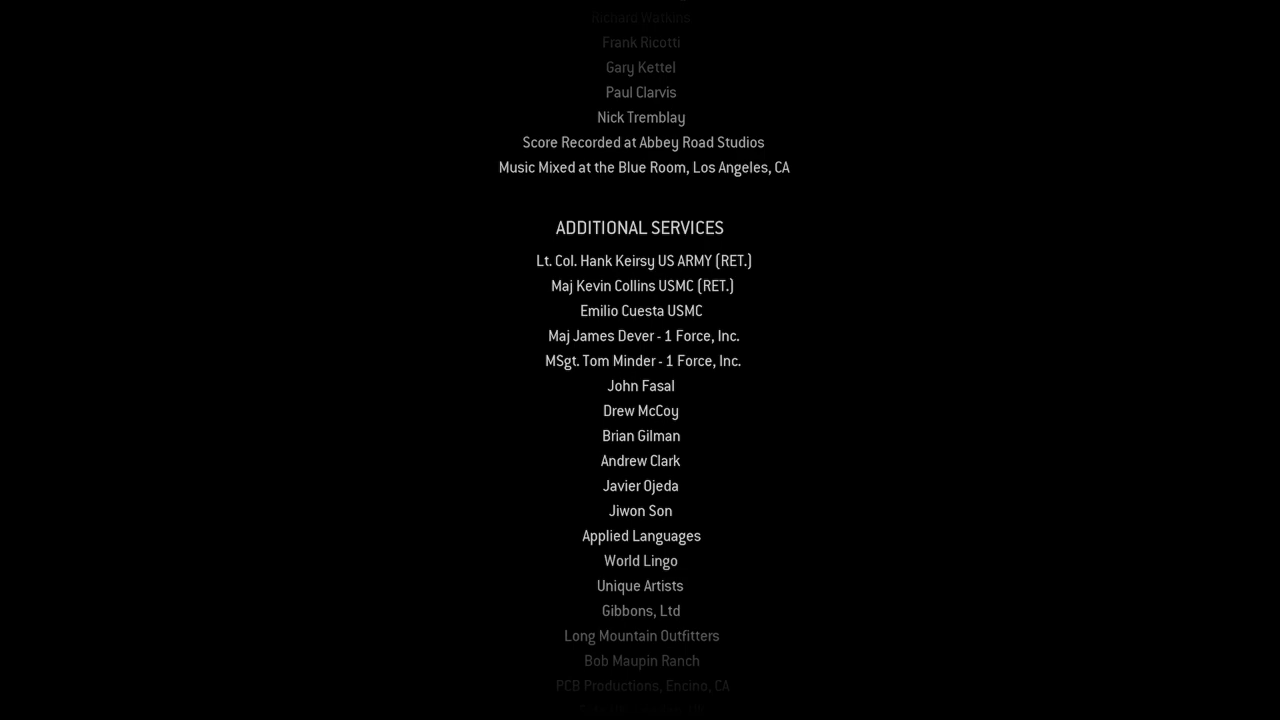 Richard Watkins
Frank Ricotti
Gary Kettel
Paul Clarvis
Nick Tremblay
Score Recorded at Abbey Road Studios
Music Mixed at the Blue Room, Los Angeles, CA
ADDITIONAL SERVICES
Lt. Col. Hank Keirsy US ARMY (RET.)
Maj Kevin Collins USMC (RET.)
Emilio Cuesta USMC
Maj James Dever - 1 Force, Inc.
MSgt. Tom Minder - 1 Force, Inc.
John Fasal
Drew McCoy
Brian Gilman
Andrew Clark
Javier Ojeda
Jiwon Son
Applied Languages
World Lingo
Unique Artists
Gibbons, Ltd
Long Mountain Outfitters
Bob Maupin Ranch
PCB Productions, Encino, CA